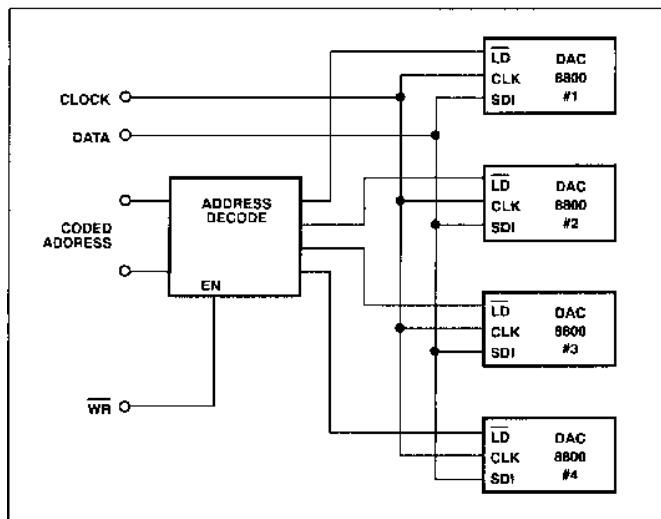 CLOCK
DATA
CODED
ADDRESS
WR
ADDRESS
DECODE
EN
LD DAC
CLK 8800
SDI #1
LD DAC
CLK 8800
SDI #2
LD DAC
CLK 8800
SDI #3
LD DAC
CLK 8800
SDI #4